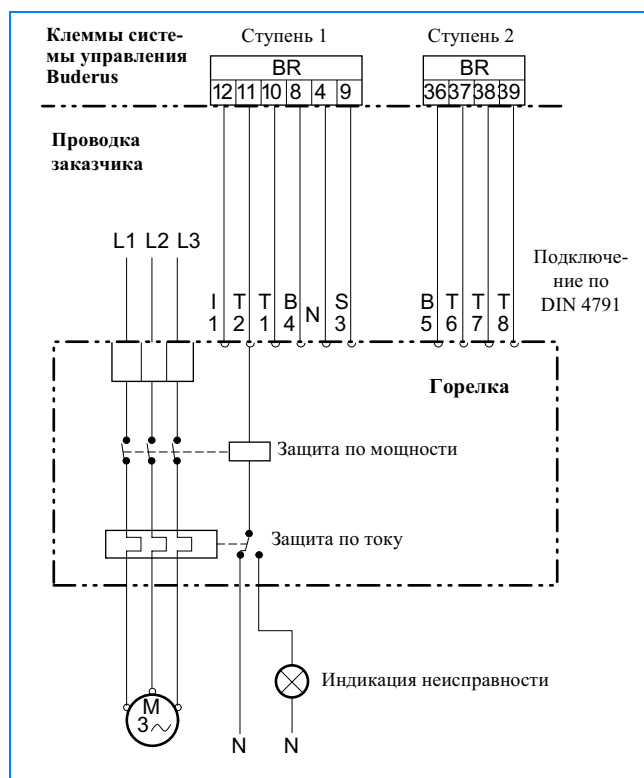 Клеммы систе-
мы управления
Buderus
Ступень 1
Ступень 2
BR
BR
12 11 10 8 4 9
36 37 38 39
Проводка
заказчика
L1 L2 L3
Подключе-
ние по
DIN 4791
I T T B N S
1 2 1 4 3
B T T T
5 6 7 8
Горелка
Защита по мощности
Защита по току
Индикация неисправности
M
3~
N N